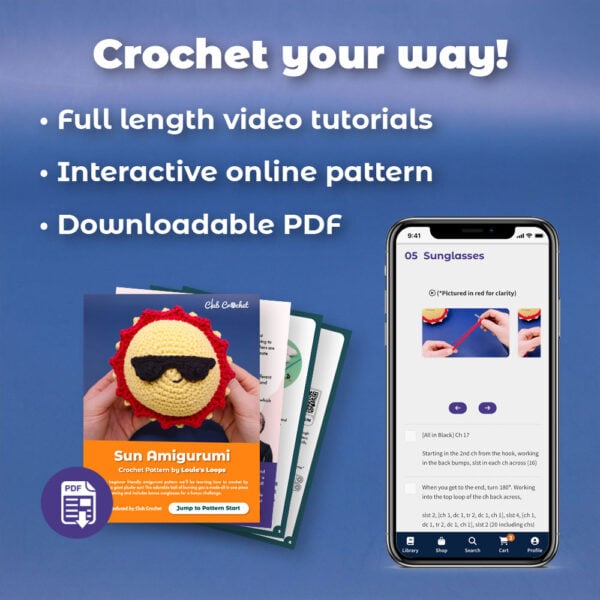 Crochet your way!
• Full length video tutorials
• Interactive online pattern
• Downloadable PDF
9:41
05 Sunglasses
(*Pictured in red for clarity)
Club Crochet
Sun Amigurumi
Crochet Pattern by Louie's Loops
Jump to Pattern Start
PDF
[All in Black] Ch 17
Starting in the 2nd ch from the hook, working
in the back bumps, slst in each ch across (16)
When you get to the end, turn 180°. Working
into the top loop of the ch back across,
slst 2, [ch 1, dc 1, tr 2, dc 1, ch 1], slst 4, [ch 1,
dc 1, tr 2, dc 1, ch 1], slst 2 (20 including chs)
Library
Shop
Search
Cart
Profile